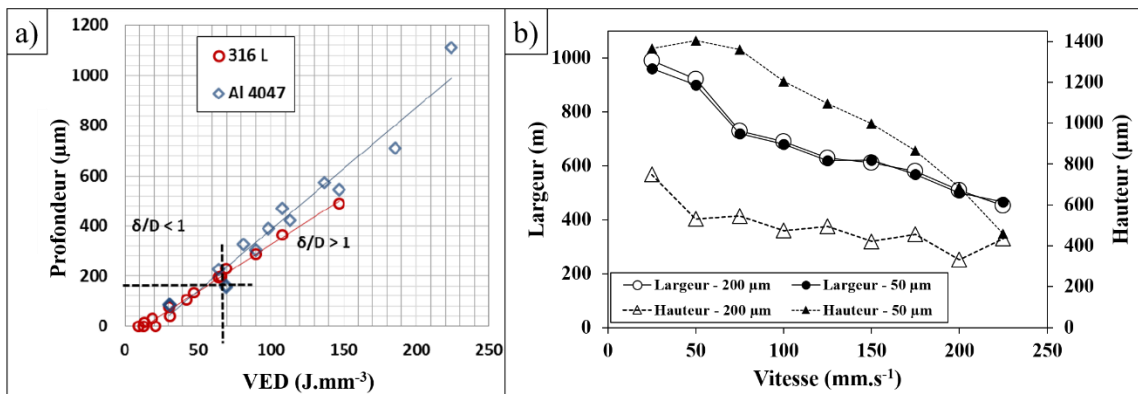 a)
1200
1000
800
600
400
200
0
Profondeur (µm)
316 L
Al 4047
δ/D < 1
δ/D > 1
0 50 100 150 200 250
VED (J.mm-3)
b)
1000
800
600
400
200
0
Largeur (m)
1400
1200
1000
800
600
400
200
0
Hauteur (µm)
Largeur - 200 µm Largeur - 50 µm
Hauteur - 200 µm Hauteur - 50 µm
0 50 100 150 200 250
Vitesse (mm.s-1)